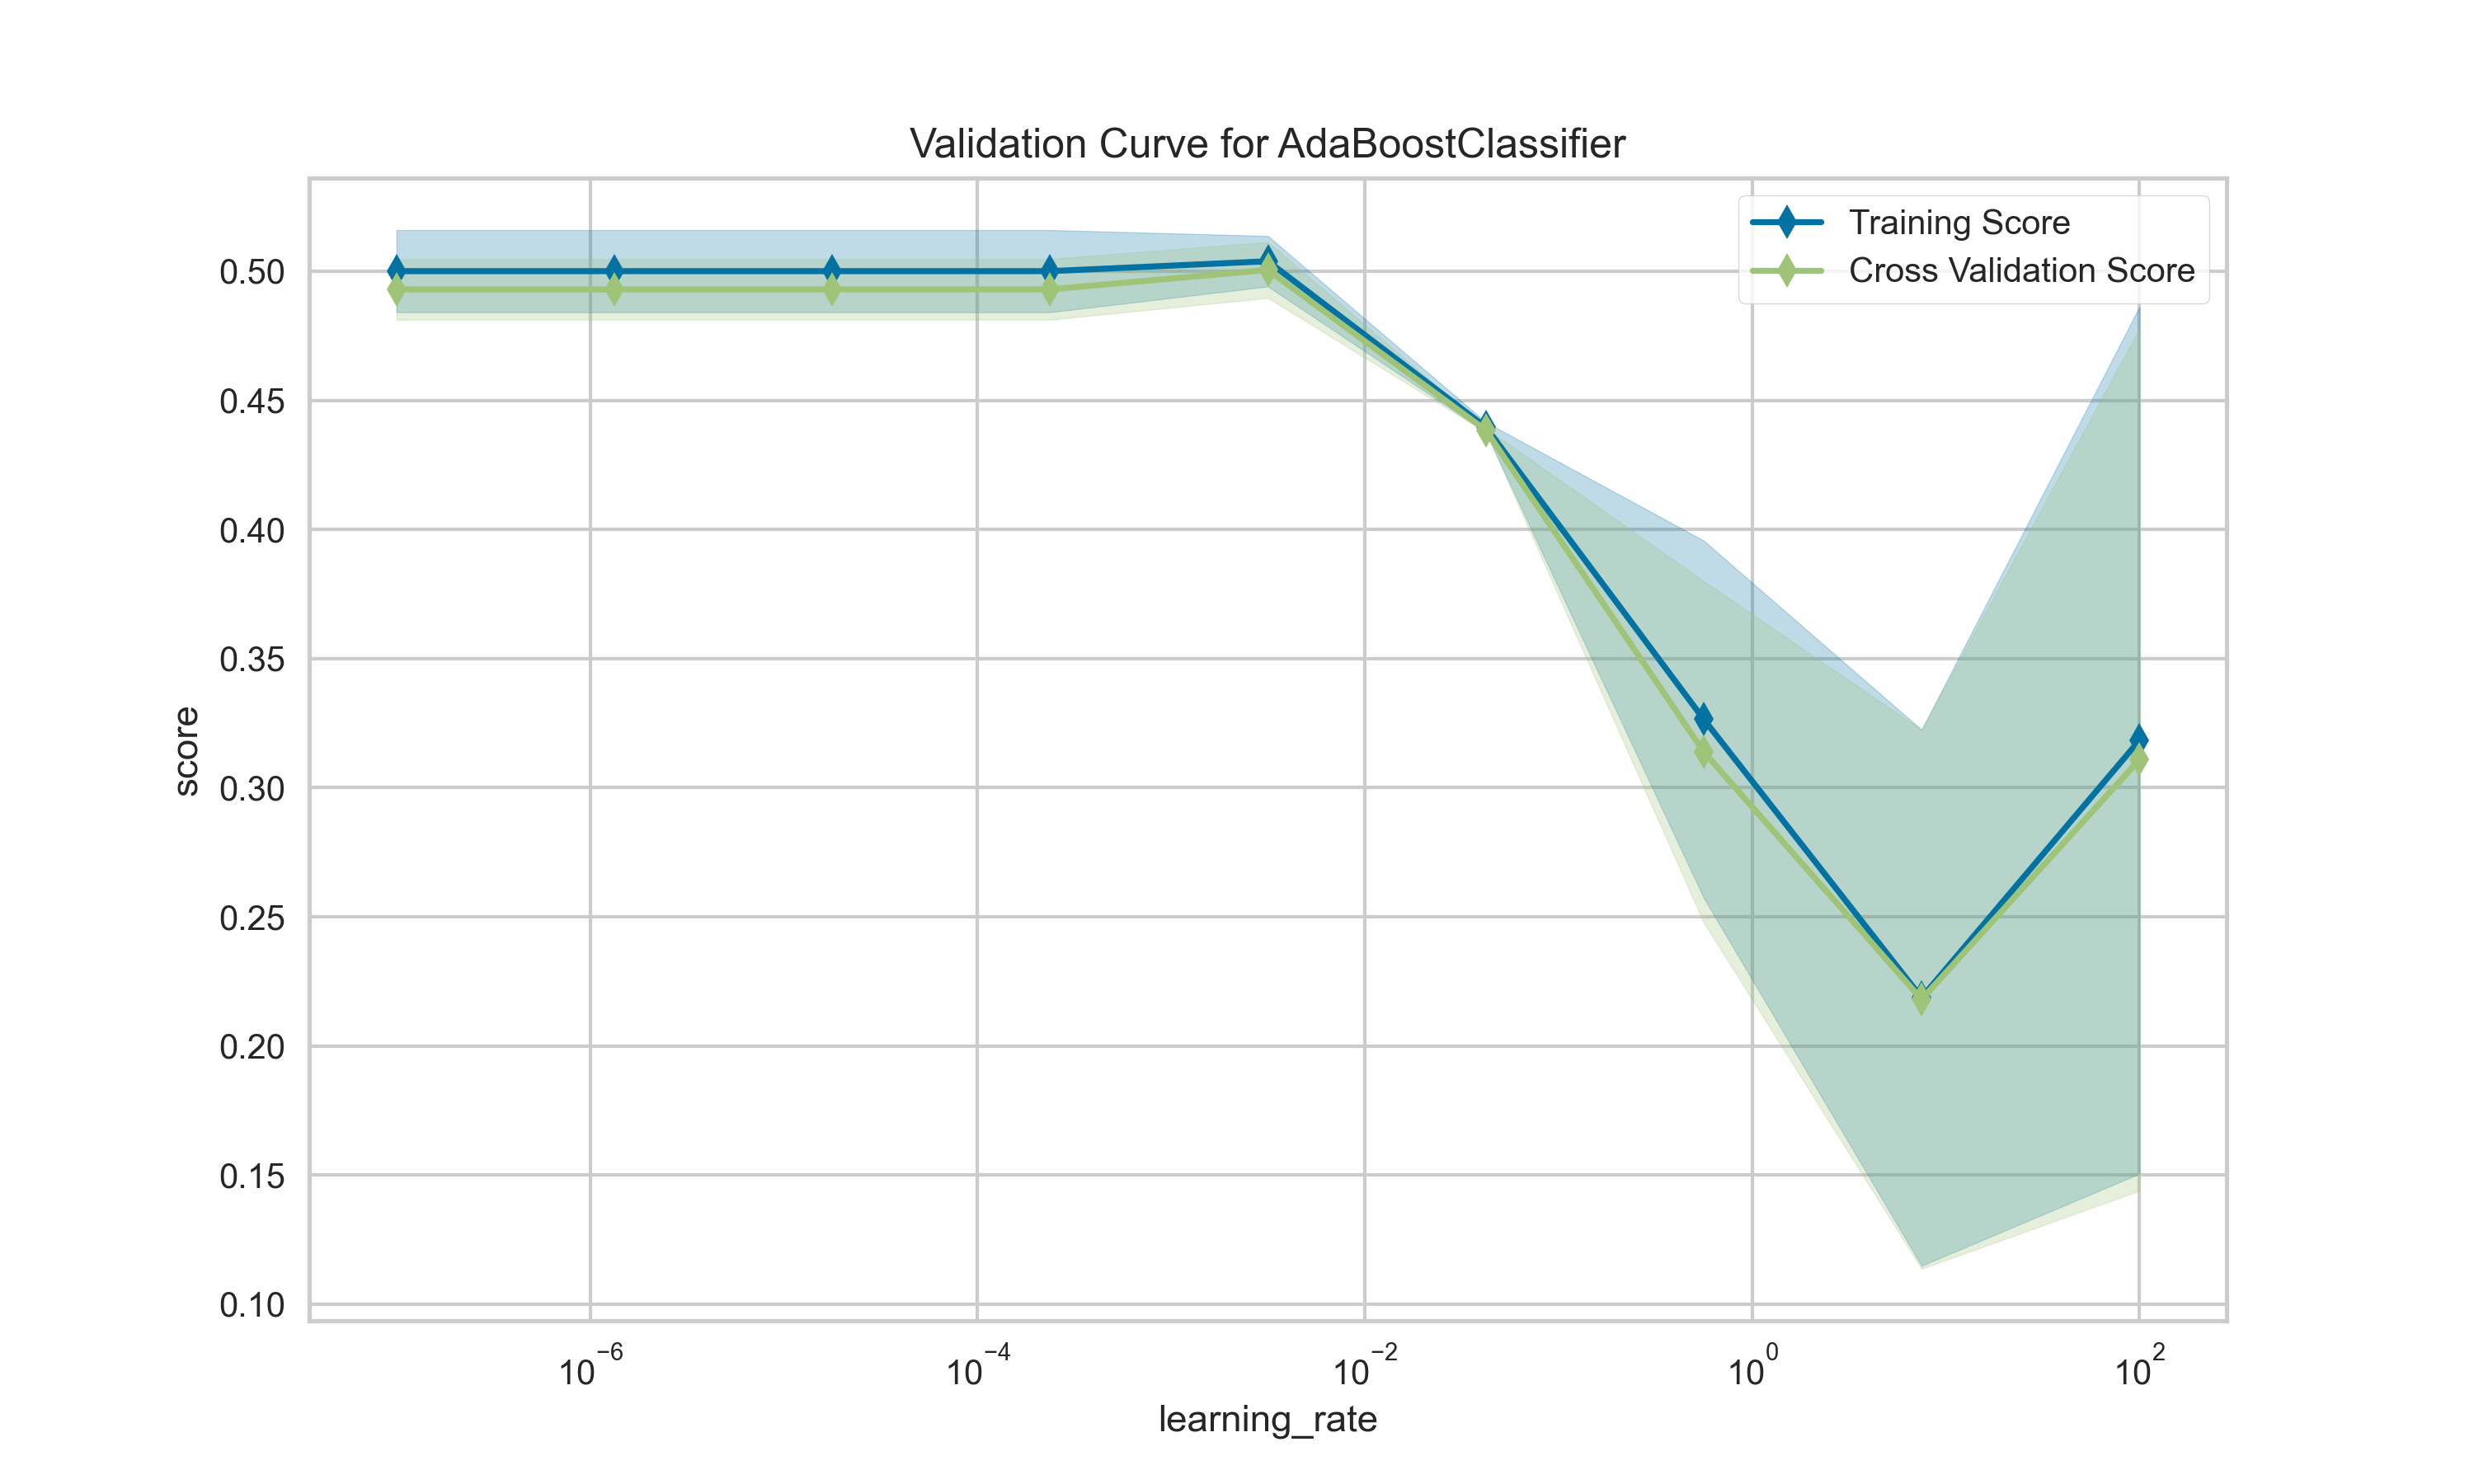 Validation Curve for AdaBoostClassifier
Training Score
Cross Validation Score
0.50
0.45
0.40
0.35
0.30
0.25
0.20
0.15
0.10
score
10⁻⁶ 10⁻⁴ 10⁻² 10⁰ 10²
learning_rate